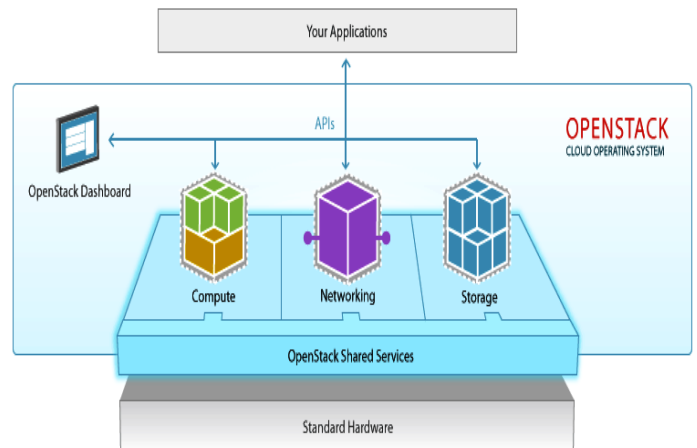 Your Applications
APIs
OPENSTACK
CLOUD OPERATING SYSTEM
OpenStack Dashboard
Compute
Networking
Storage
OpenStack Shared Services
Standard Hardware